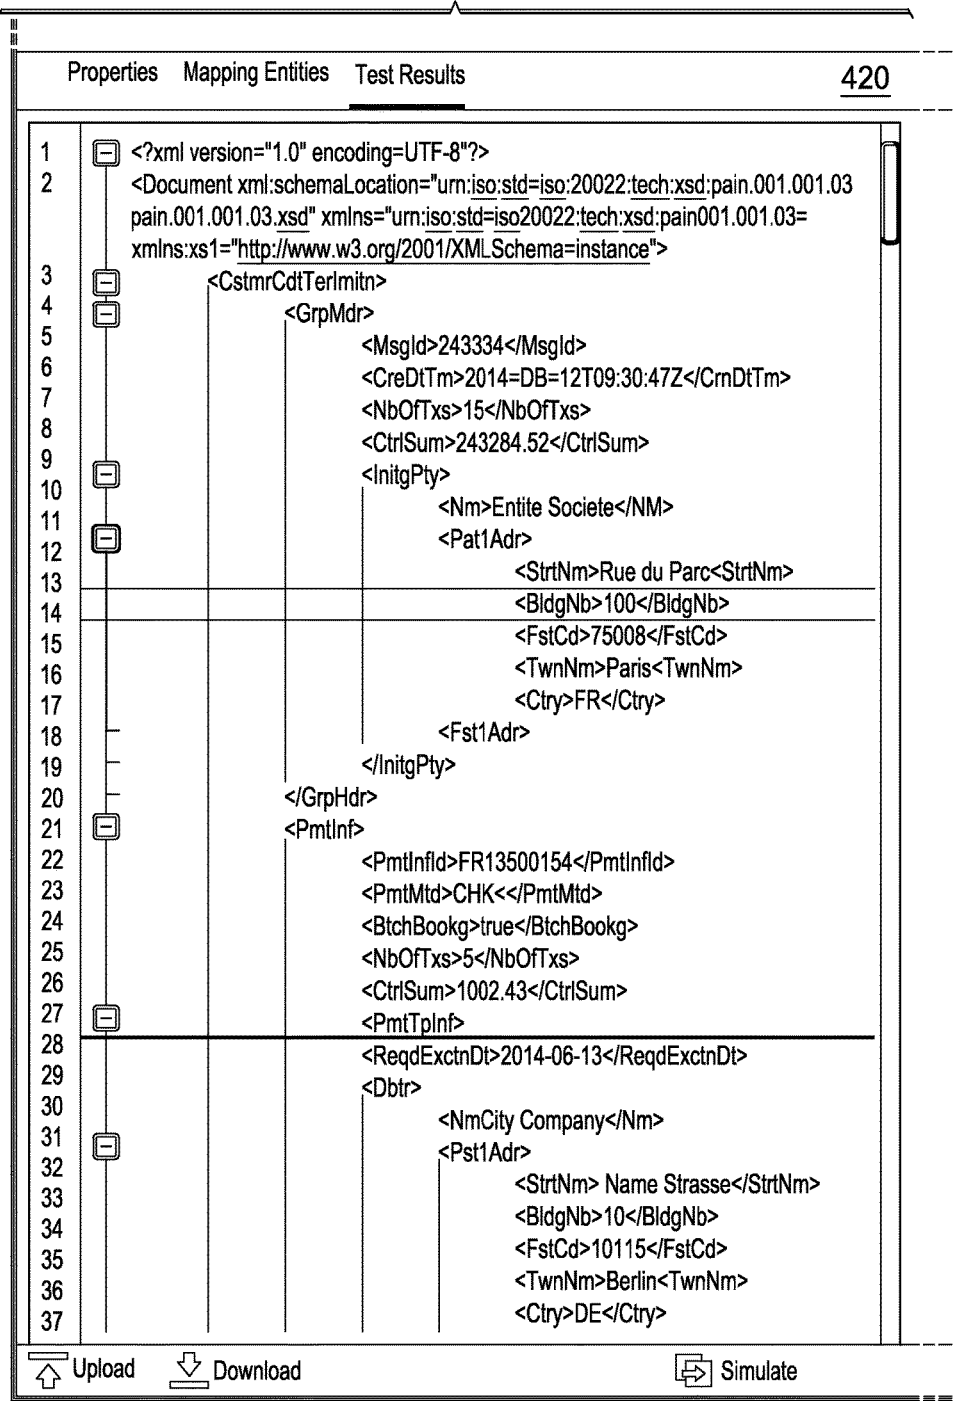 Properties Mapping Entities Test Results 420
1 <?xml version="1.0" encoding=UTF-8"?>
2 <Document xml:schemaLocation="urn:iso:std=iso:20022:tech:xsd:pain.001.001.03
pain.001.001.03.xsd" xmlns="urn:iso:std=iso20022:tech:xsd:pain001.001.03=
xmlns:xs1="http://www.w3.org/2001/XMLSchema=instance">
3 <CstmrCdtTerImitn>
4 <GrpMdr>
5 <MsgId>243334</MsgId>
6 <CreDtTm>2014=DB=12T09:30:47Z</CrnDtTm>
7 <NbOfTxs>15</NbOfTxs>
8 <CtrlSum>243284.52</CtrlSum>
9 <InitgPty>
10 <Nm>Entite Societe</NM>
11 <Pat1Adr>
12 <StrtNm>Rue du Parc<StrtNm>
13 <BldgNb>100</BldgNb>
14 <FstCd>75008</FstCd>
15 <TwnNm>Paris<TwnNm>
16 <Ctry>FR</Ctry>
17 <Fst1Adr>
18 </InitgPty>
19 </GrpHdr>
20 <PmtInf>
21 <PmtInfId>FR13500154</PmtInfId>
22 <PmtMtd>CHK<</PmtMtd>
23 <BtchBookg>true</BtchBookg>
24 <NbOfTxs>5</NbOfTxs>
25 <CtrlSum>1002.43</CtrlSum>
26 <PmtTpInf>
27 <ReqdExctnDt>2014-06-13</ReqdExctnDt>
28 <Dbtr>
29 <NmCity Company</Nm>
30 <Pst1Adr>
31 <StrtNm> Name Strasse</StrtNm>
32 <BldgNb>10</BldgNb>
33 <FstCd>10115</FstCd>
34 <TwnNm>Berlin<TwnNm>
35 <Ctry>DE</Ctry>
36
37
Upload Download Simulate